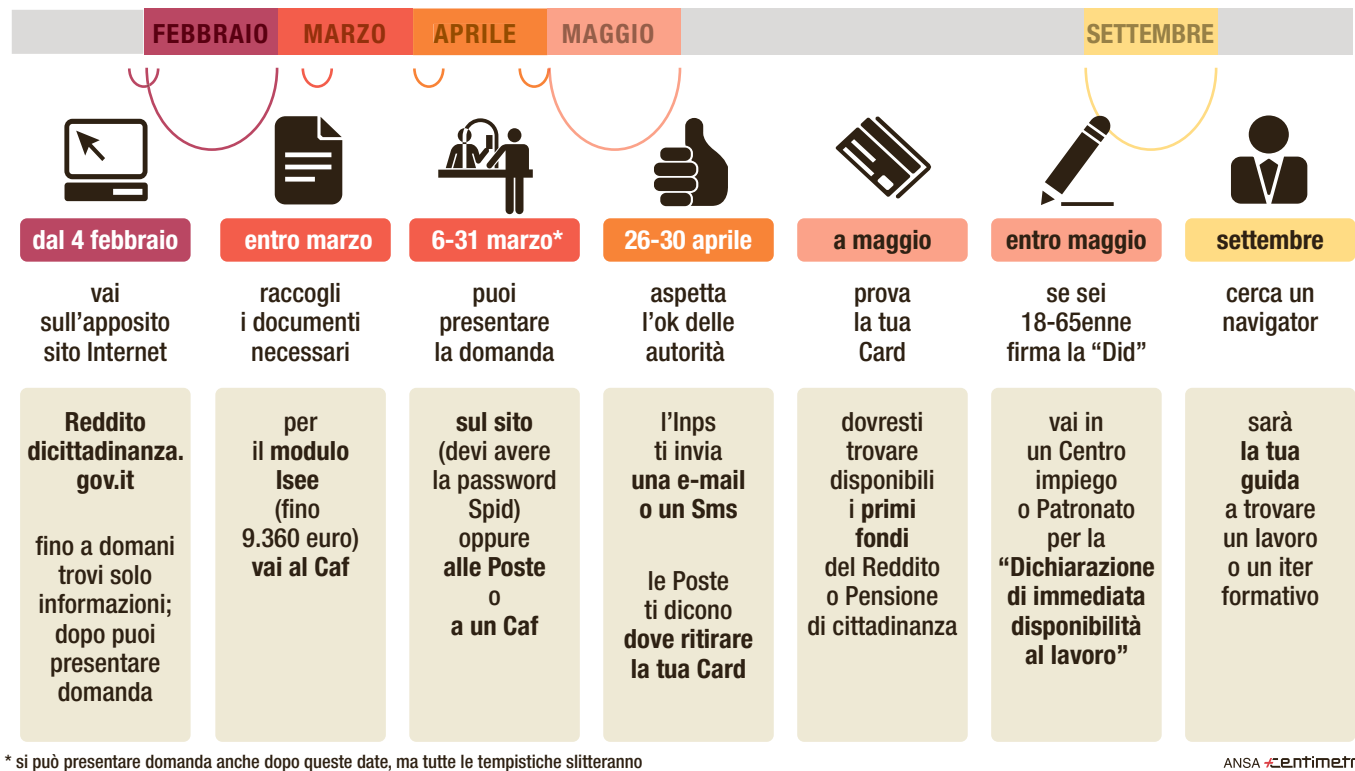 FEBBRAIO MARZO APRILE MAGGIO SETTEMBRE
dal 4 febbraio
vai
sull'apposito
sito Internet
Reddito
dicittadinanza.
gov.it
fino a domani
trovi solo
informazioni;
dopo puoi
presentare
domanda
entro marzo
raccogli
i documenti
necessari
per
il modulo
Isee
(fino
9.360 euro)
vai al Caf
6-31 marzo*
puoi
presentare
la domanda
sul sito
(devi avere
la password
Spid)
oppure
alle Poste
o
a un Caf
26-30 aprile
aspetta
l'ok delle
autorità
l'Inps
ti invia
una e-mail
o un Sms
le Poste
ti dicono
dove ritirare
la tua Card
a maggio
prova
la tua
Card
dovresti
trovare
disponibili
i primi
fondi
del Reddito
o Pensione
di cittadinanza
entro maggio
se sei
18-65enne
firma la “Did”
vai in
un Centro
impiego
o Patronato
per la
“Dichiarazione
di immediata
disponibilità
al lavoro”
settembre
cerca un
navigator
sarà
la tua
guida
a trovare
un lavoro
o un iter
formativo
* si può presentare domanda anche dopo queste date, ma tutte le tempistiche slitteranno
ANSA centimetr